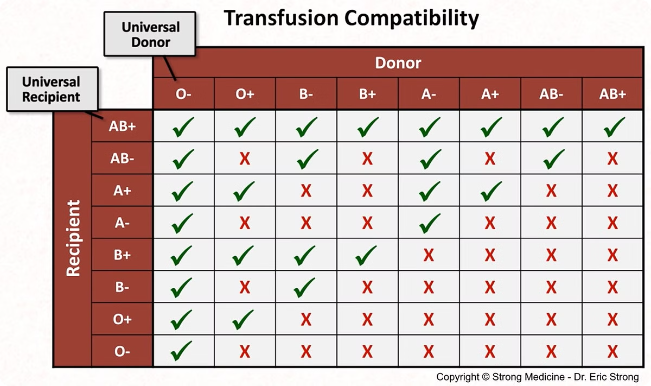 Transfusion Compatibility
Universal
Donor
Universal
Recipient
Donor
O- O+ B- B+ A- A+ AB- AB+
Recipient
AB+ ✓ ✓ ✓ ✓ ✓ ✓ ✓ ✓
AB- ✓ X ✓ X ✓ X ✓ X
A+ ✓ ✓ X X ✓ ✓ X X
A- ✓ X X X ✓ X X X
B+ ✓ ✓ ✓ ✓ X X X X
B- ✓ X ✓ X X X X X
O+ ✓ ✓ X X X X X X
O- ✓ X X X X X X X
Copyright © Strong Medicine - Dr. Eric Strong